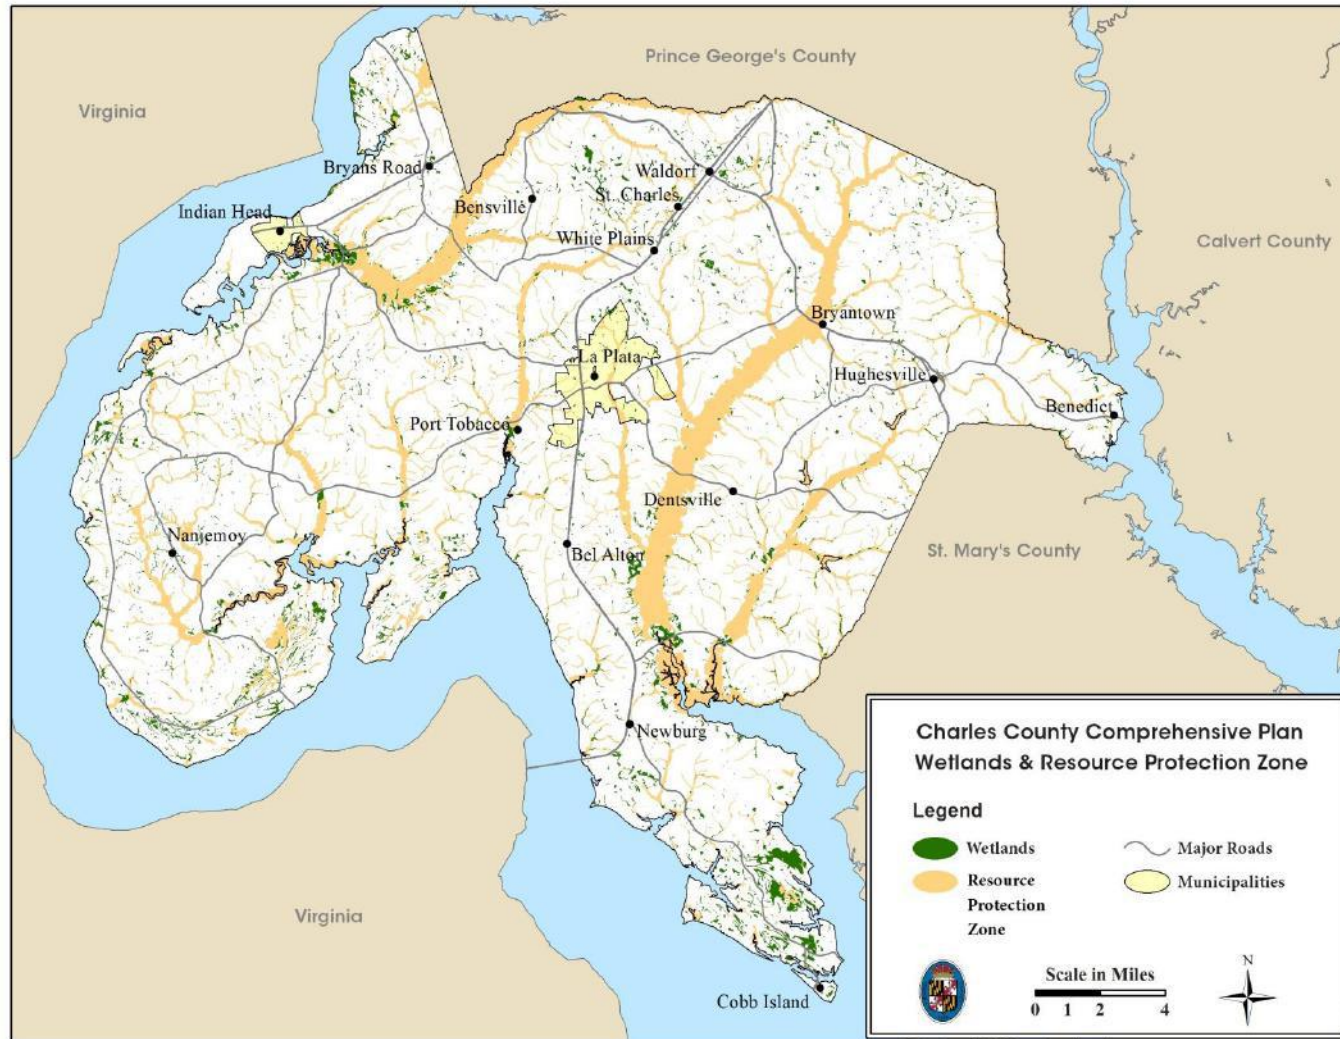 Prince George's County
Virginia
Bryans Road
Waldorf
St. Charles
Bensville
Indian Head
White Plains
Calvert County
Bryantown
La Plata
Hughesville
Benedict
Port Tobacco
Dentsville
Nanjemoy
Bel Alton
St. Mary's County
Newburg
Virginia
Cobb Island
Charles County Comprehensive Plan
Wetlands & Resource Protection Zone
Legend
Wetlands
Major Roads
Resource
Protection
Zone
Municipalities
N
Scale in Miles
0 1 2 4